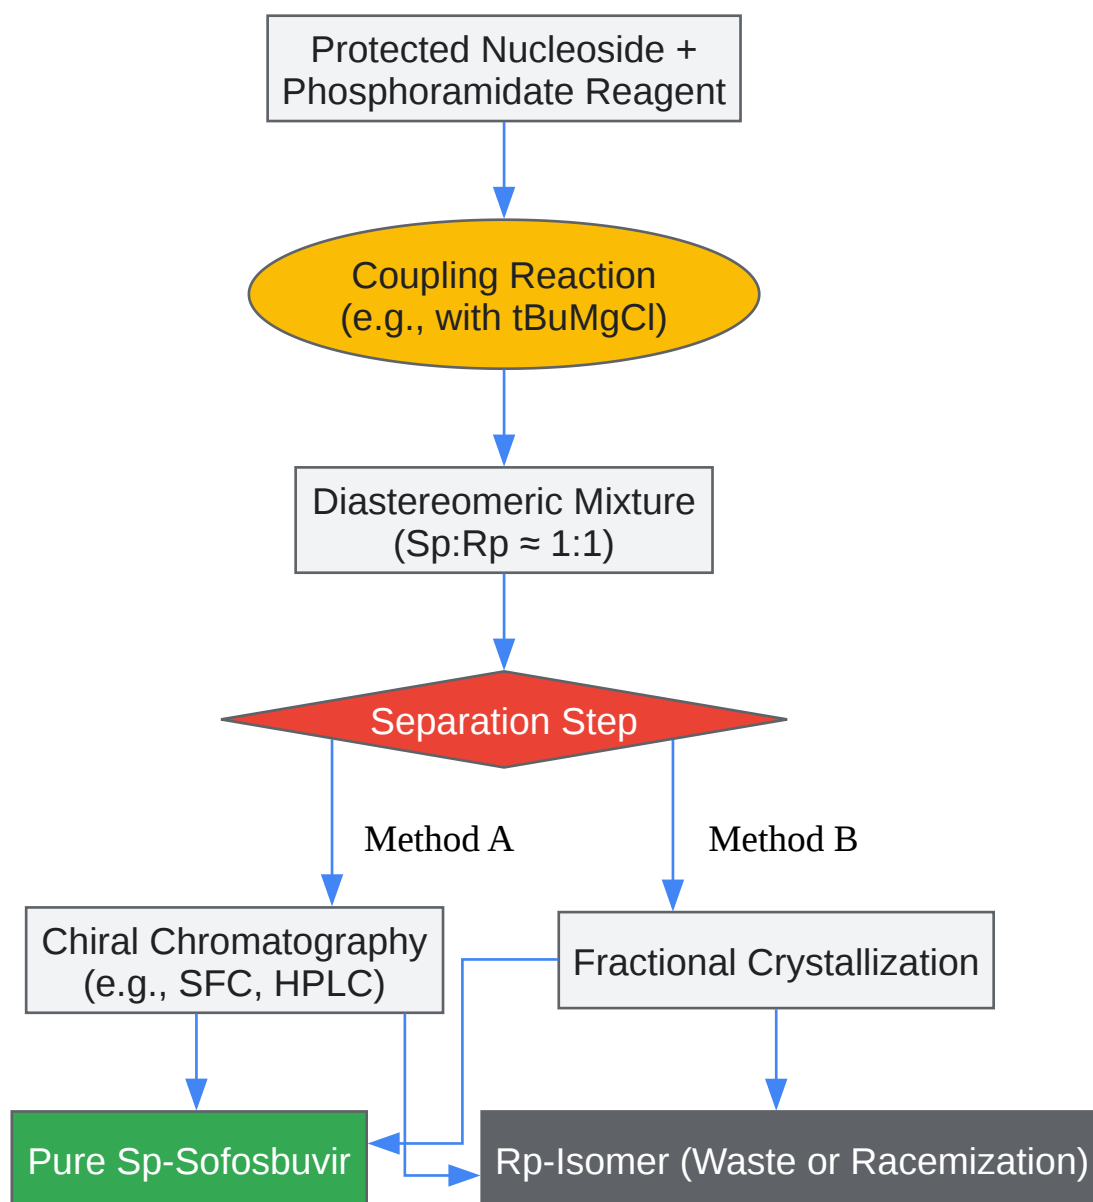 Protected Nucleoside +
Phosphoramidate Reagent
Coupling Reaction
(e.g., with tBuMgCl)
Diastereomeric Mixture
(Sp:Rp ≈ 1:1)
Separation Step
Method A
Method B
Chiral Chromatography
(e.g., SFC, HPLC)
Fractional Crystallization
Pure Sp-Sofosbuvir
Rp-Isomer (Waste or Racemization)